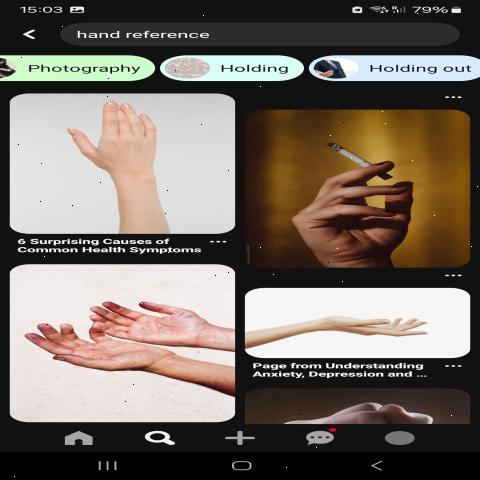 15:03
79%
hand reference
Photography
Holding
Holding out
6 Surprising Causes of
Common Health Symptoms
Page from Understanding
Anxiety, Depression and ...